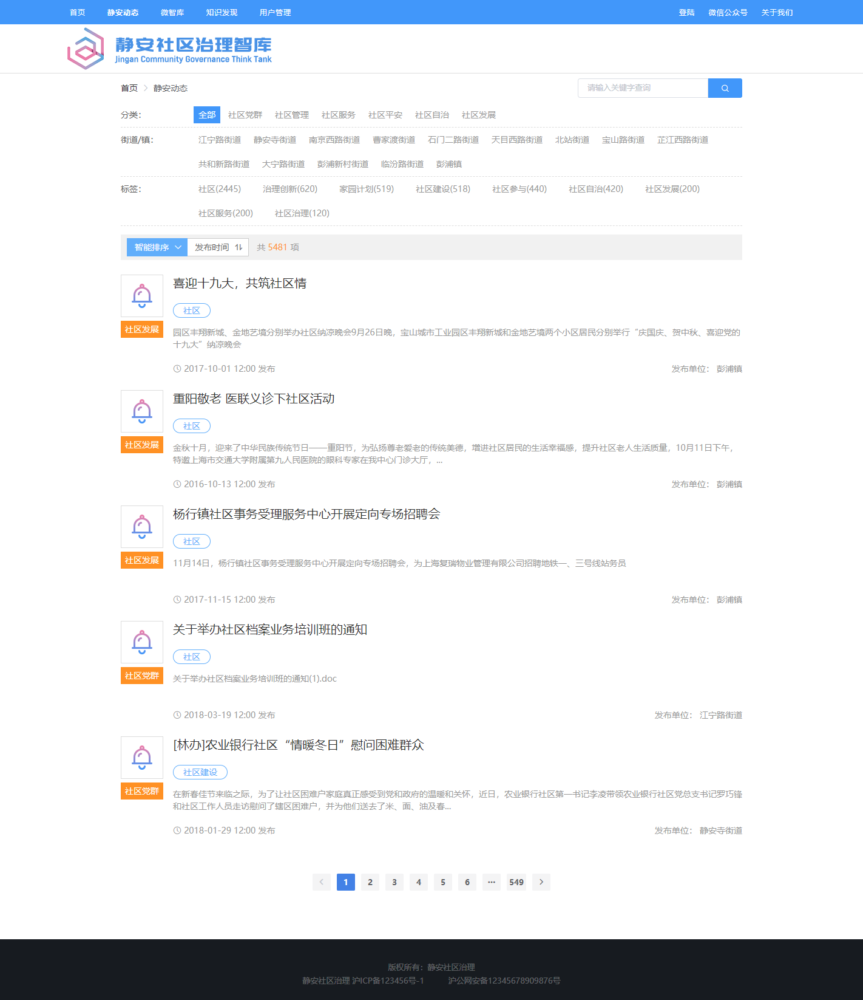 首页 静安动态 微智库 知识发现 用户管理 登陆 微信公众号 关于我们
静安社区治理智库
Jingan Community Governance Think Tank
首页 > 静安动态 请输入关键字查询
分类： 全部 社区党群 社区管理 社区服务 社区平安 社区自治 社区发展
街道/镇： 江宁路街道 静安寺街道 南京西路街道 曹家渡街道 石门二路街道 天目西路街道 北站街道 宝山路街道 芷江西路街道
共和新路街道 大宁路街道 彭浦新村街道 临汾路街道 彭浦镇
标签： 社区(2445) 治理创新(620) 家园计划(519) 社区建设(518) 社区参与(440) 社区自治(420) 社区发展(200)
社区服务(200) 社区治理(120)
智能排序 发布时间 共 5481 项
喜迎十九大，共筑社区情
社区
社区发展
园区丰翔新城、金地艺境分别举办社区纳凉晚会9月26日晚，宝山城市工业园区丰翔新城和金地艺境两个小区居民分别举行“庆国庆、贺中秋、喜迎党的
十九大”纳凉晚会
2017-10-01 12:00 发布 发布单位： 彭浦镇
重阳敬老 医联义诊下社区活动
社区
社区发展
金秋十月，迎来了中华民族传统节日——重阳节，为弘扬尊老爱老的传统美德，增进社区居民的生活幸福感，提升社区老人生活质量，10月11日下午，
特邀上海市交通大学附属第九人民医院的眼科专家在我中心门诊大厅，...
2016-10-13 12:00 发布 发布单位： 彭浦镇
杨行镇社区事务受理服务中心开展定向专场招聘会
社区
社区发展
11月14日，杨行镇社区事务受理服务中心开展定向专场招聘会，为上海复瑞物业管理有限公司招聘地铁一、三号线站务员
2017-11-15 12:00 发布 发布单位： 彭浦镇
关于举办社区档案业务培训班的通知
社区
社区党群
关于举办社区档案业务培训班的通知(1).doc
2018-03-19 12:00 发布 发布单位： 江宁路街道
[林办]农业银行社区“情暖冬日”慰问困难群众
社区建设
社区党群
在新春佳节来临之际，为了让社区困难户家庭真正感受到党和政府的温暖和关怀，近日，农业银行社区第一书记李凌带领农业银行社区党总支书记罗巧锋
和社区工作人员走访慰问了辖区困难户，并为他们送去了米、面、油及春...
2018-01-29 12:00 发布 发布单位： 静安寺街道
1 2 3 4 5 6 ··· 549
版权所有：静安社区治理
静安社区治理 沪ICP备123456号-1 沪公网安备12345678909876号